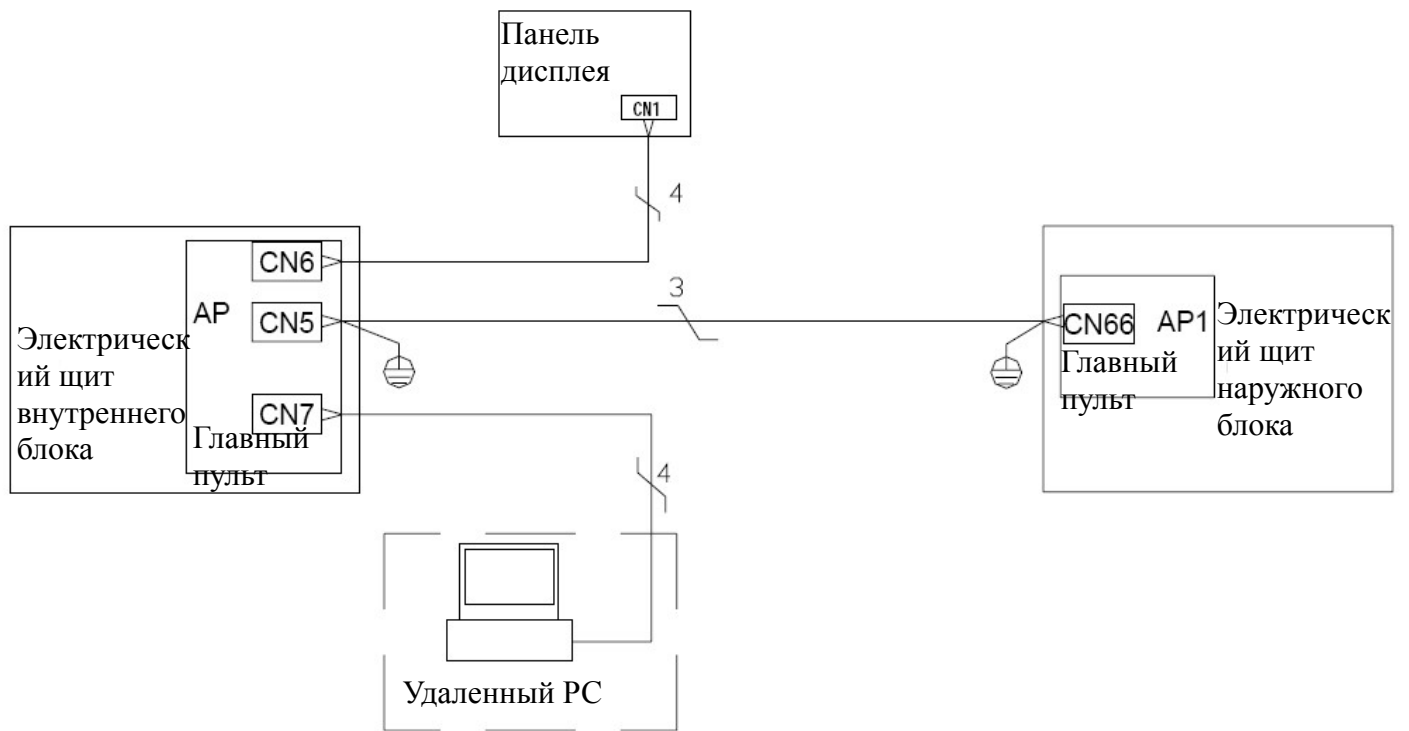 Панель
дисплея
CN1
4
CN6
AP
CN5
Электрическ
ий щит
внутреннего
блока
CN7
Главный
пульт
3
CN66
AP1
Главный
пульт
Электрическ
ий щит
наружного
блока
4
Удаленный PC